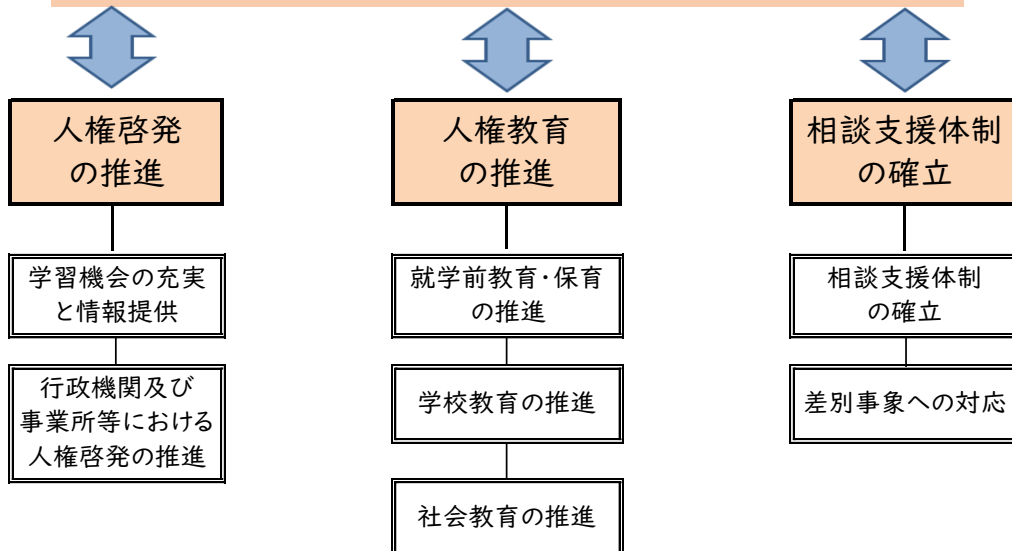 人権啓発
の推進
人権教育
の推進
相談支援体制
の確立
学習機会の充実
と情報提供
就学前教育・保育
の推進
相談支援体制
の確立
行政機関及び
事業所等における
人権啓発の推進
学校教育の推進
差別事象への対応
社会教育の推進